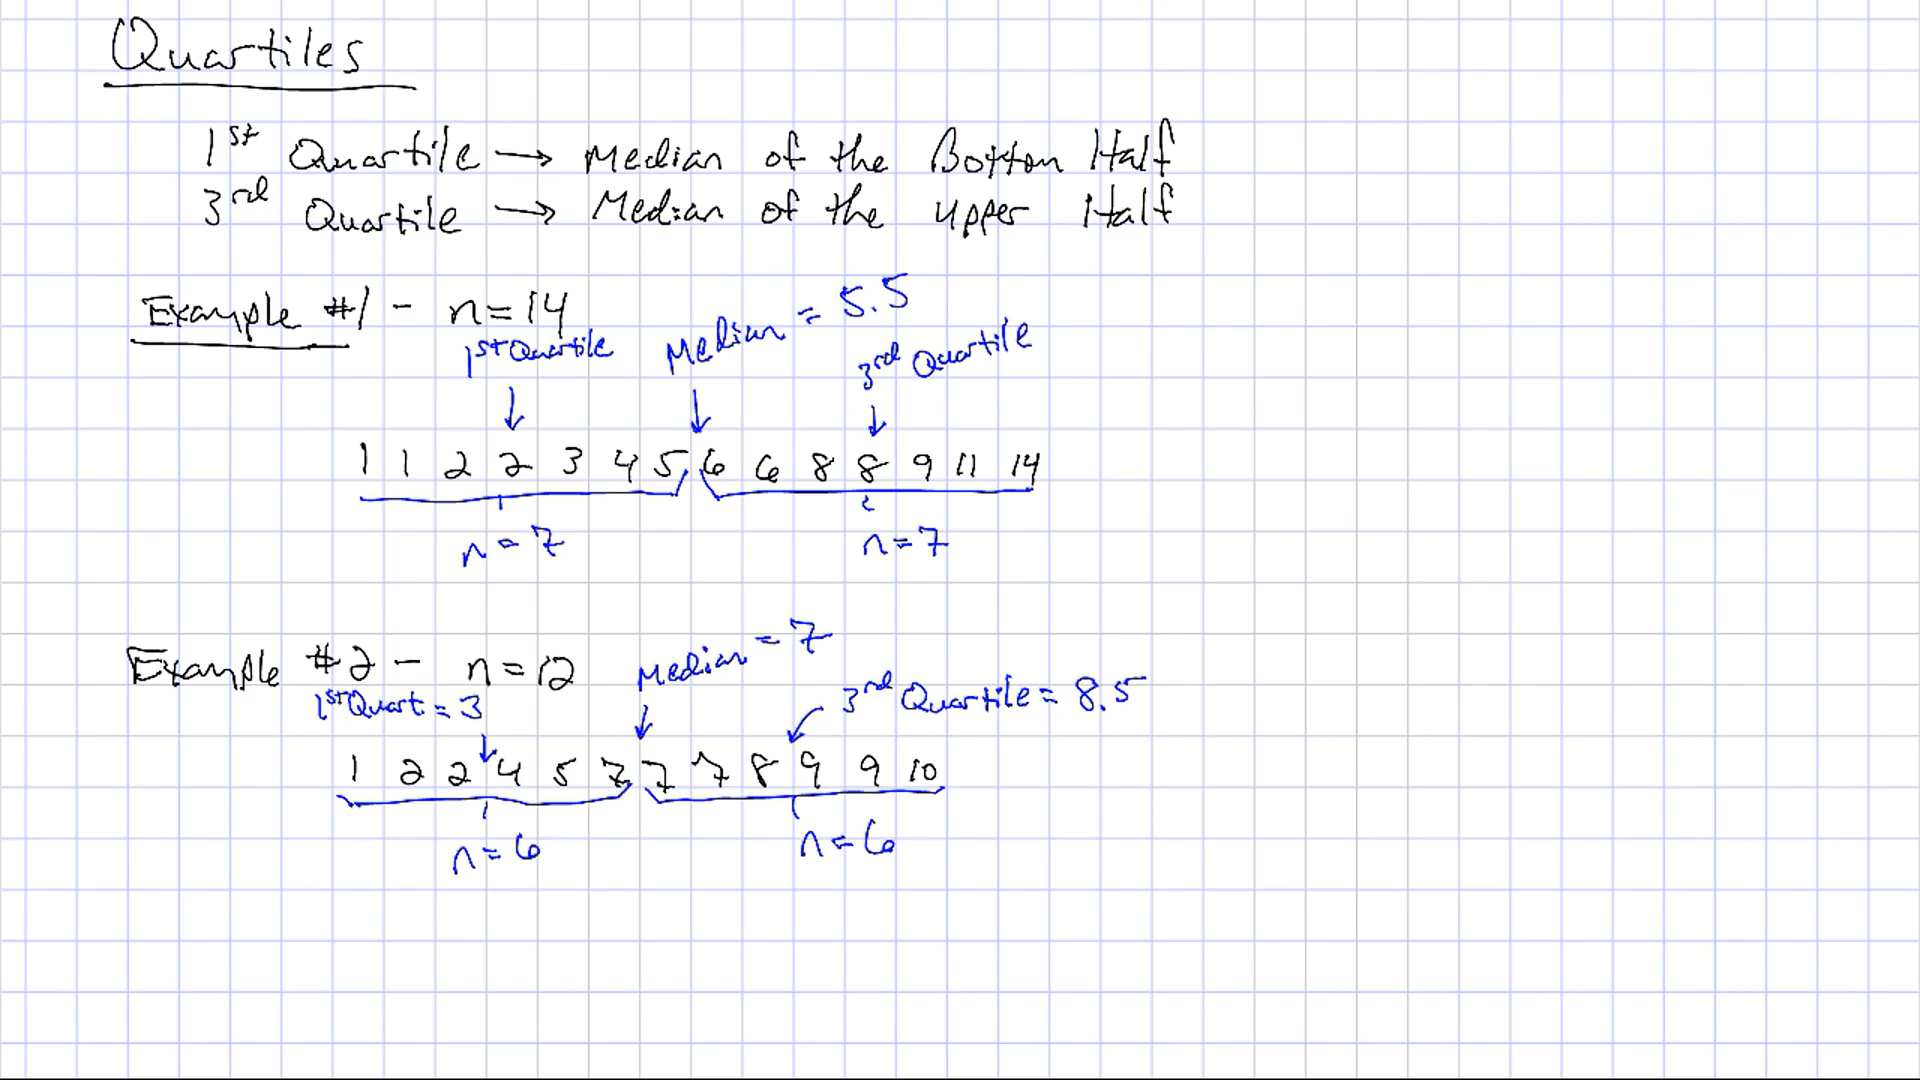 Quartiles
1st Quartile → Median of the Bottom Half
3rd Quartile → Median of the Upper Half
Example #1 - n=14
1st Quartile
Median = 5.5
3rd Quartile
1 1 2 2 3 4 5 6 6 8 8 9 11 14
n=7
n=7
Example #2 - n=12
1st Quart. = 3
Median = 7
3rd Quartile = 8.5
1 2 2 4 5 7 7 7 8 9 9 10
n=6
n=6